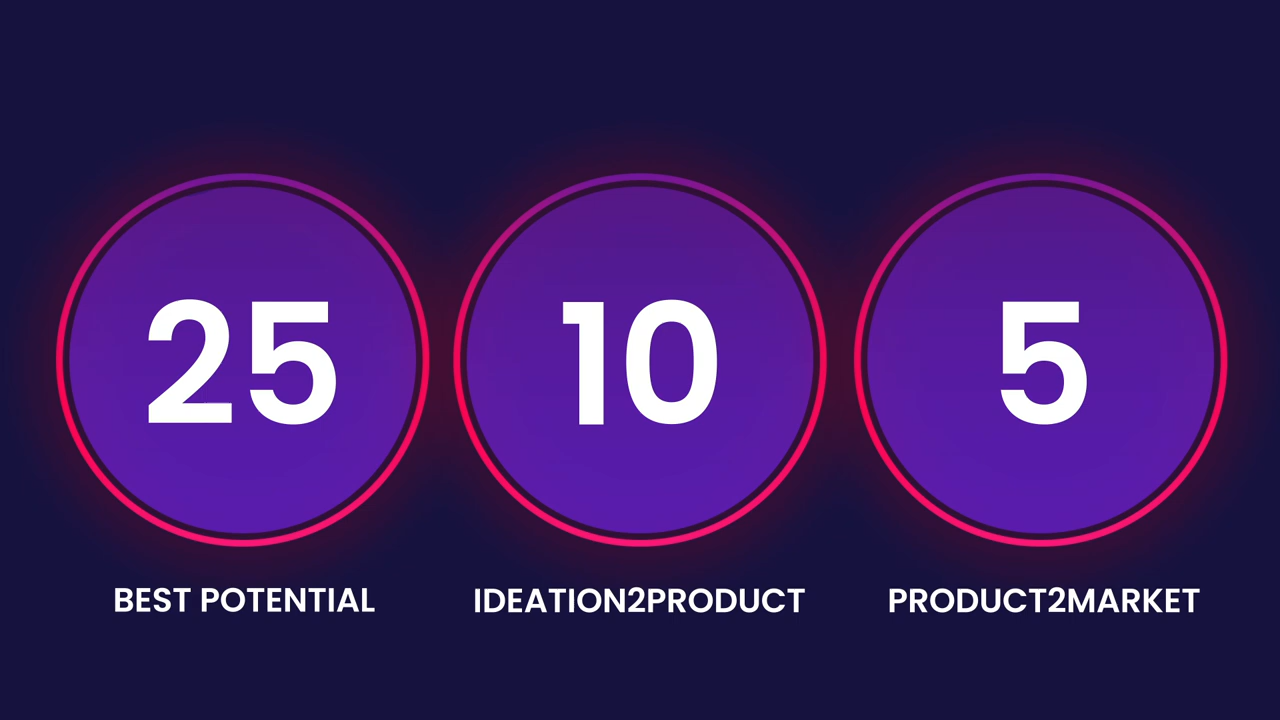 25
10
5
BEST POTENTIAL
IDEATION2PRODUCT
PRODUCT2MARKET